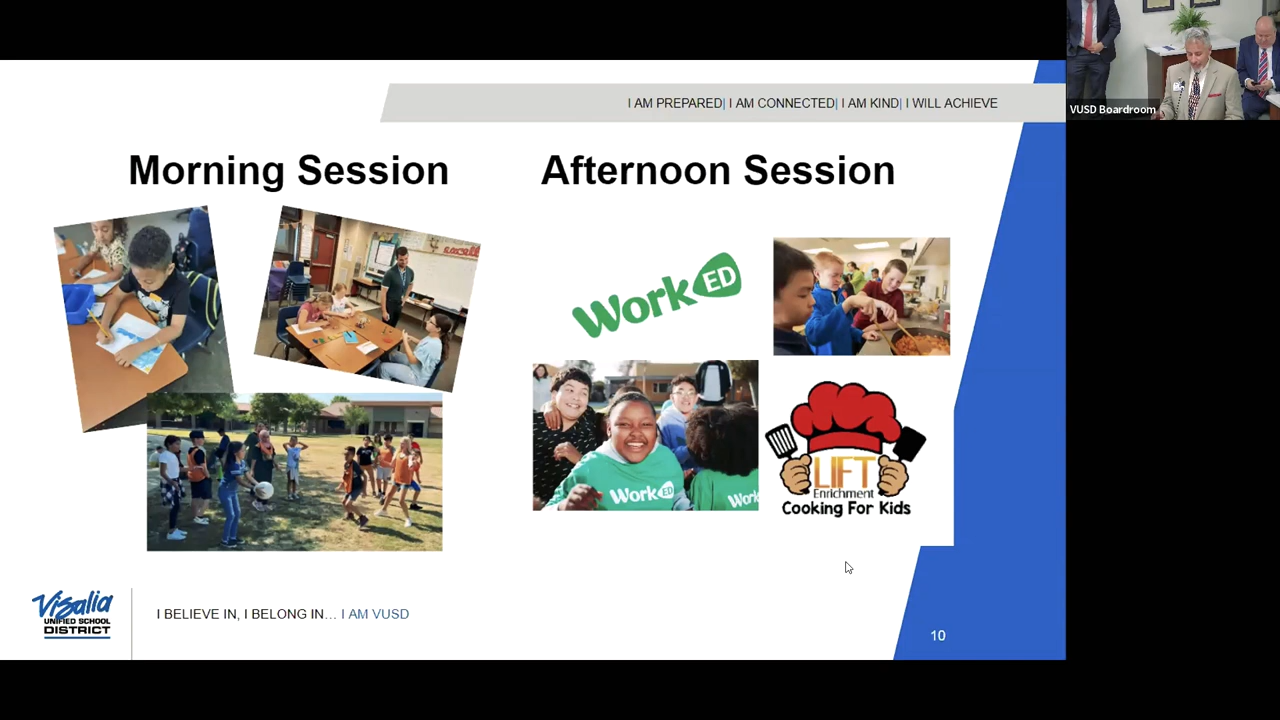 VUSD Boardroom
I AM PREPARED| I AM CONNECTED| I AM KIND| I WILL ACHIEVE
Morning Session
Afternoon Session
WorkED
WorkED
Work
LIFT
Enrichment
Cooking For Kids
Visalia
UNIFIED SCHOOL
DISTRICT
I BELIEVE IN, I BELONG IN... I AM VUSD
10